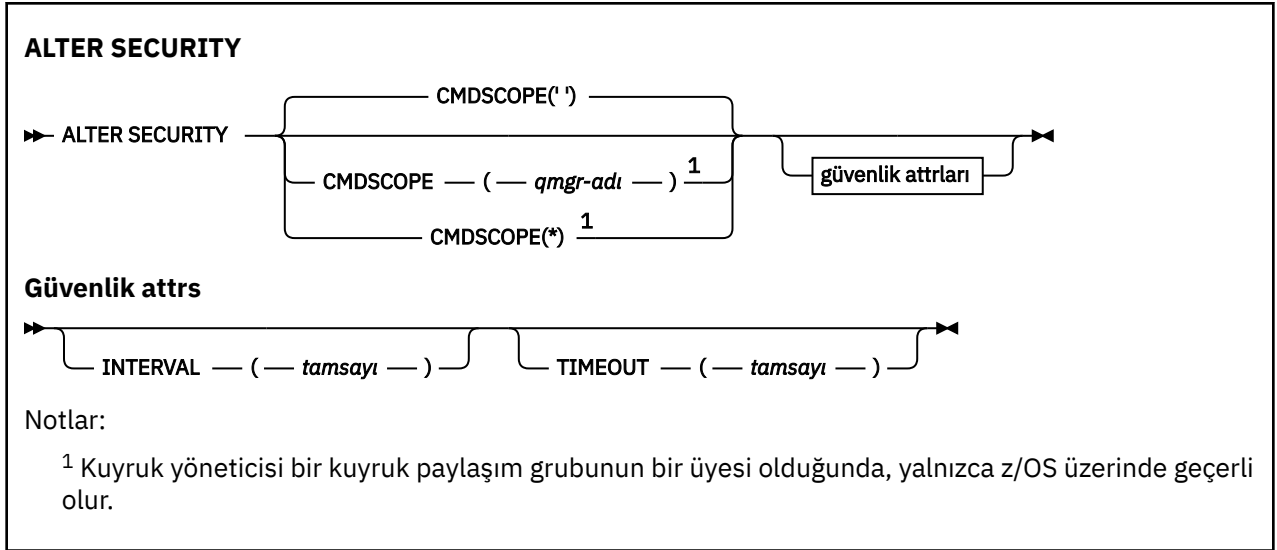 ALTER SECURITY
CMDSCOPE(' ')
ALTER SECURITY
CMDSCOPE ( qmgr-adı ) 1
güvenlik attrları
CMDSCOPE(*) 1
Güvenlik attrs
INTERVAL ( tamsayı ) TIMEOUT ( tamsayı )
Notlar:
1 Kuyruk yöneticisi bir kuyruk paylaşım grubunun bir üyesi olduğunda, yalnızca z/OS üzerinde geçerli
olur.